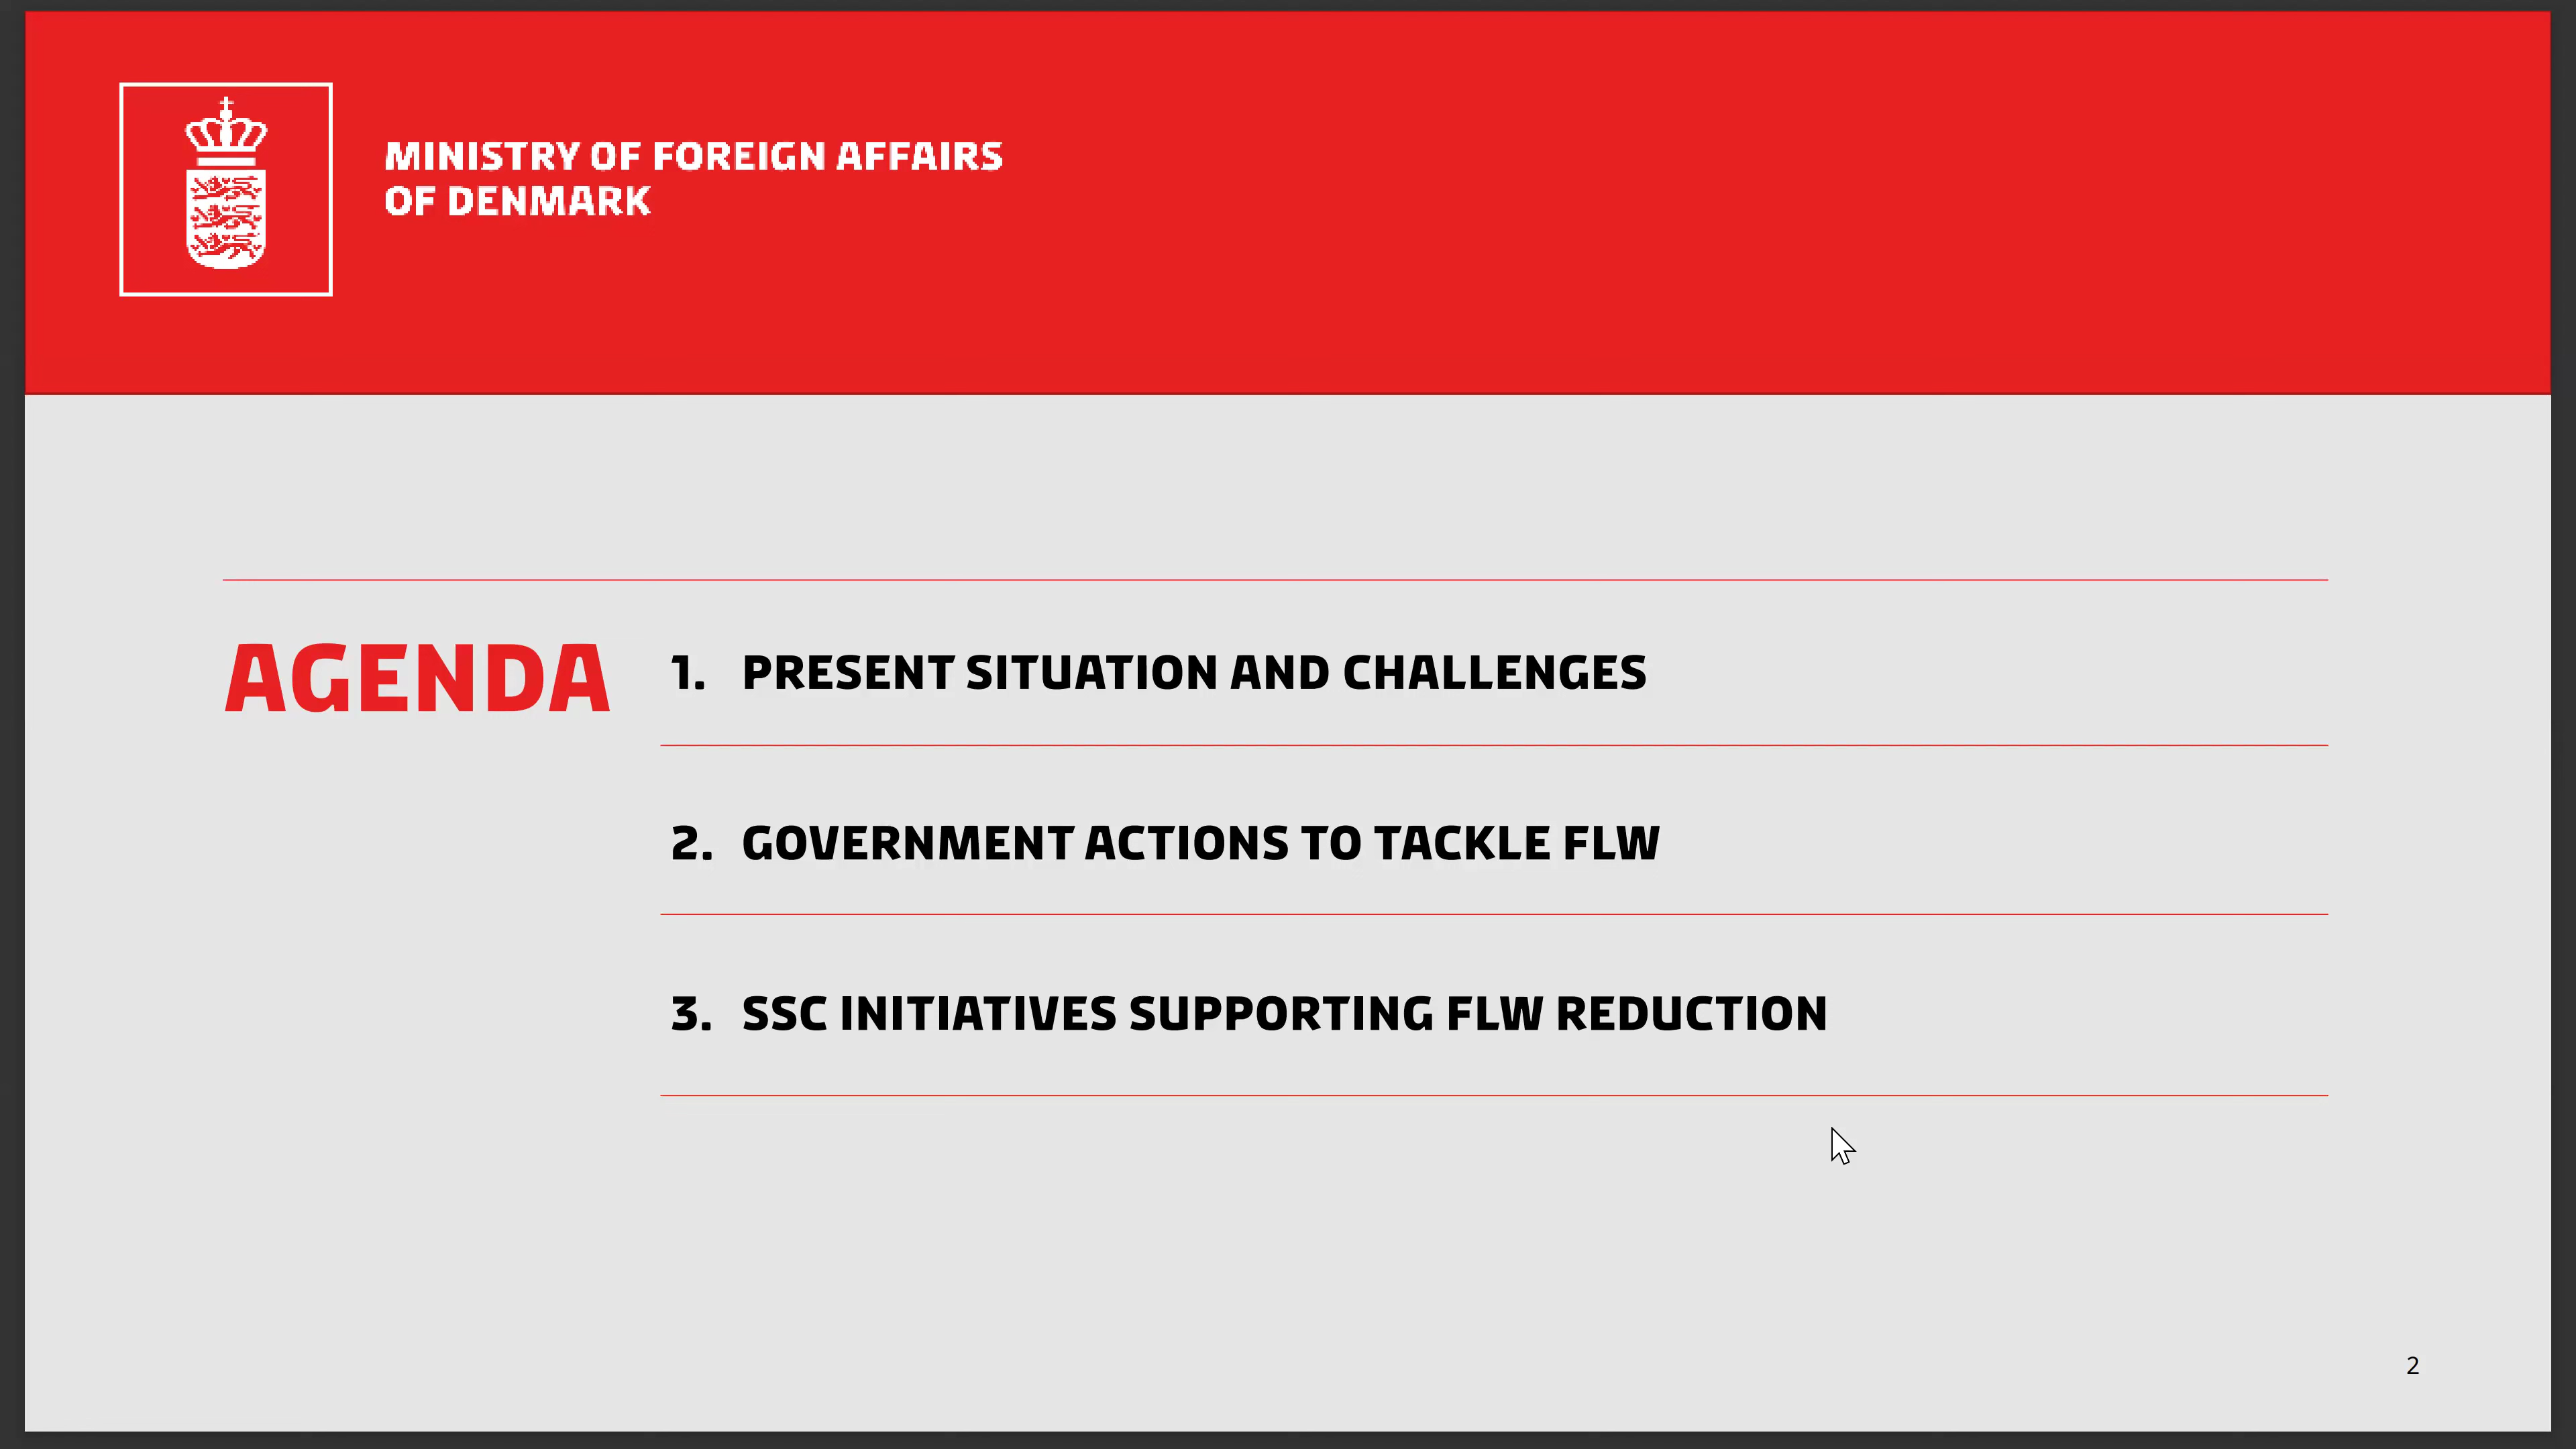 MINISTRY OF FOREIGN AFFAIRS
OF DENMARK
AGENDA
1. PRESENT SITUATION AND CHALLENGES
2. GOVERNMENT ACTIONS TO TACKLE FLW
3. SSC INITIATIVES SUPPORTING FLW REDUCTION
2